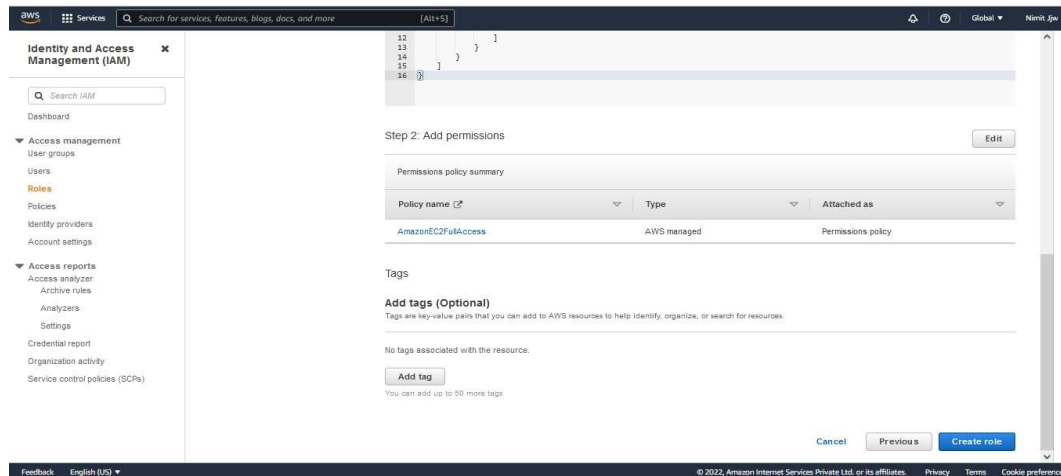 aws Services Search for services, features, blogs, docs, and more [Alt+S] Global Nimit Jjw
Identity and Access Management (IAM)
Search IAM
Dashboard
Access management
User groups
Users
Roles
Policies
Identity providers
Account settings
Access reports
Access analyzer
Archive rules
Analyzers
Settings
Credential report
Organization activity
Service control policies (SCPs)
12 ]
13 }
14 }
15 ]
16 }
Step 2: Add permissions Edit
Permissions policy summary
Policy name Type Attached as
AmazonEC2FullAccess AWS managed Permissions policy
Tags
Add tags (Optional)
Tags are key-value pairs that you can add to AWS resources to help identify, organize, or search for resources.
No tags associated with the resource.
Add tag
You can add up to 50 more tags
Cancel Previous Create role
Feedback English (US) © 2022, Amazon Internet Services Private Ltd. or its affiliates. Privacy Terms Cookie preference